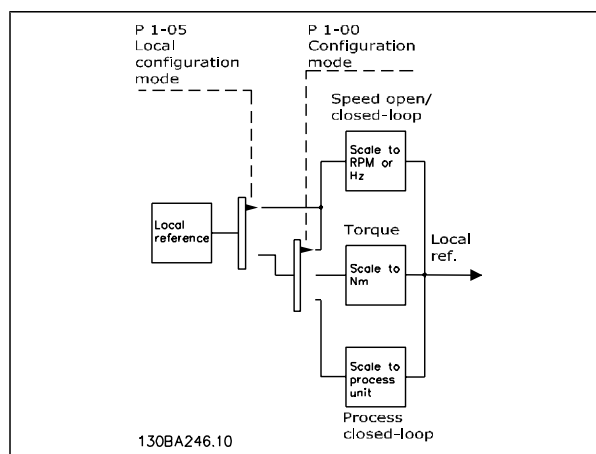 P 1-05
Local
configuration
mode
P 1-00
Configuration
mode
Speed open/
closed-loop
Scale to
RPM or
Hz
Local
reference
Torque
Scale to
Nm
Local
ref.
Scale to
process
unit
Process
closed-loop
130BA246.10